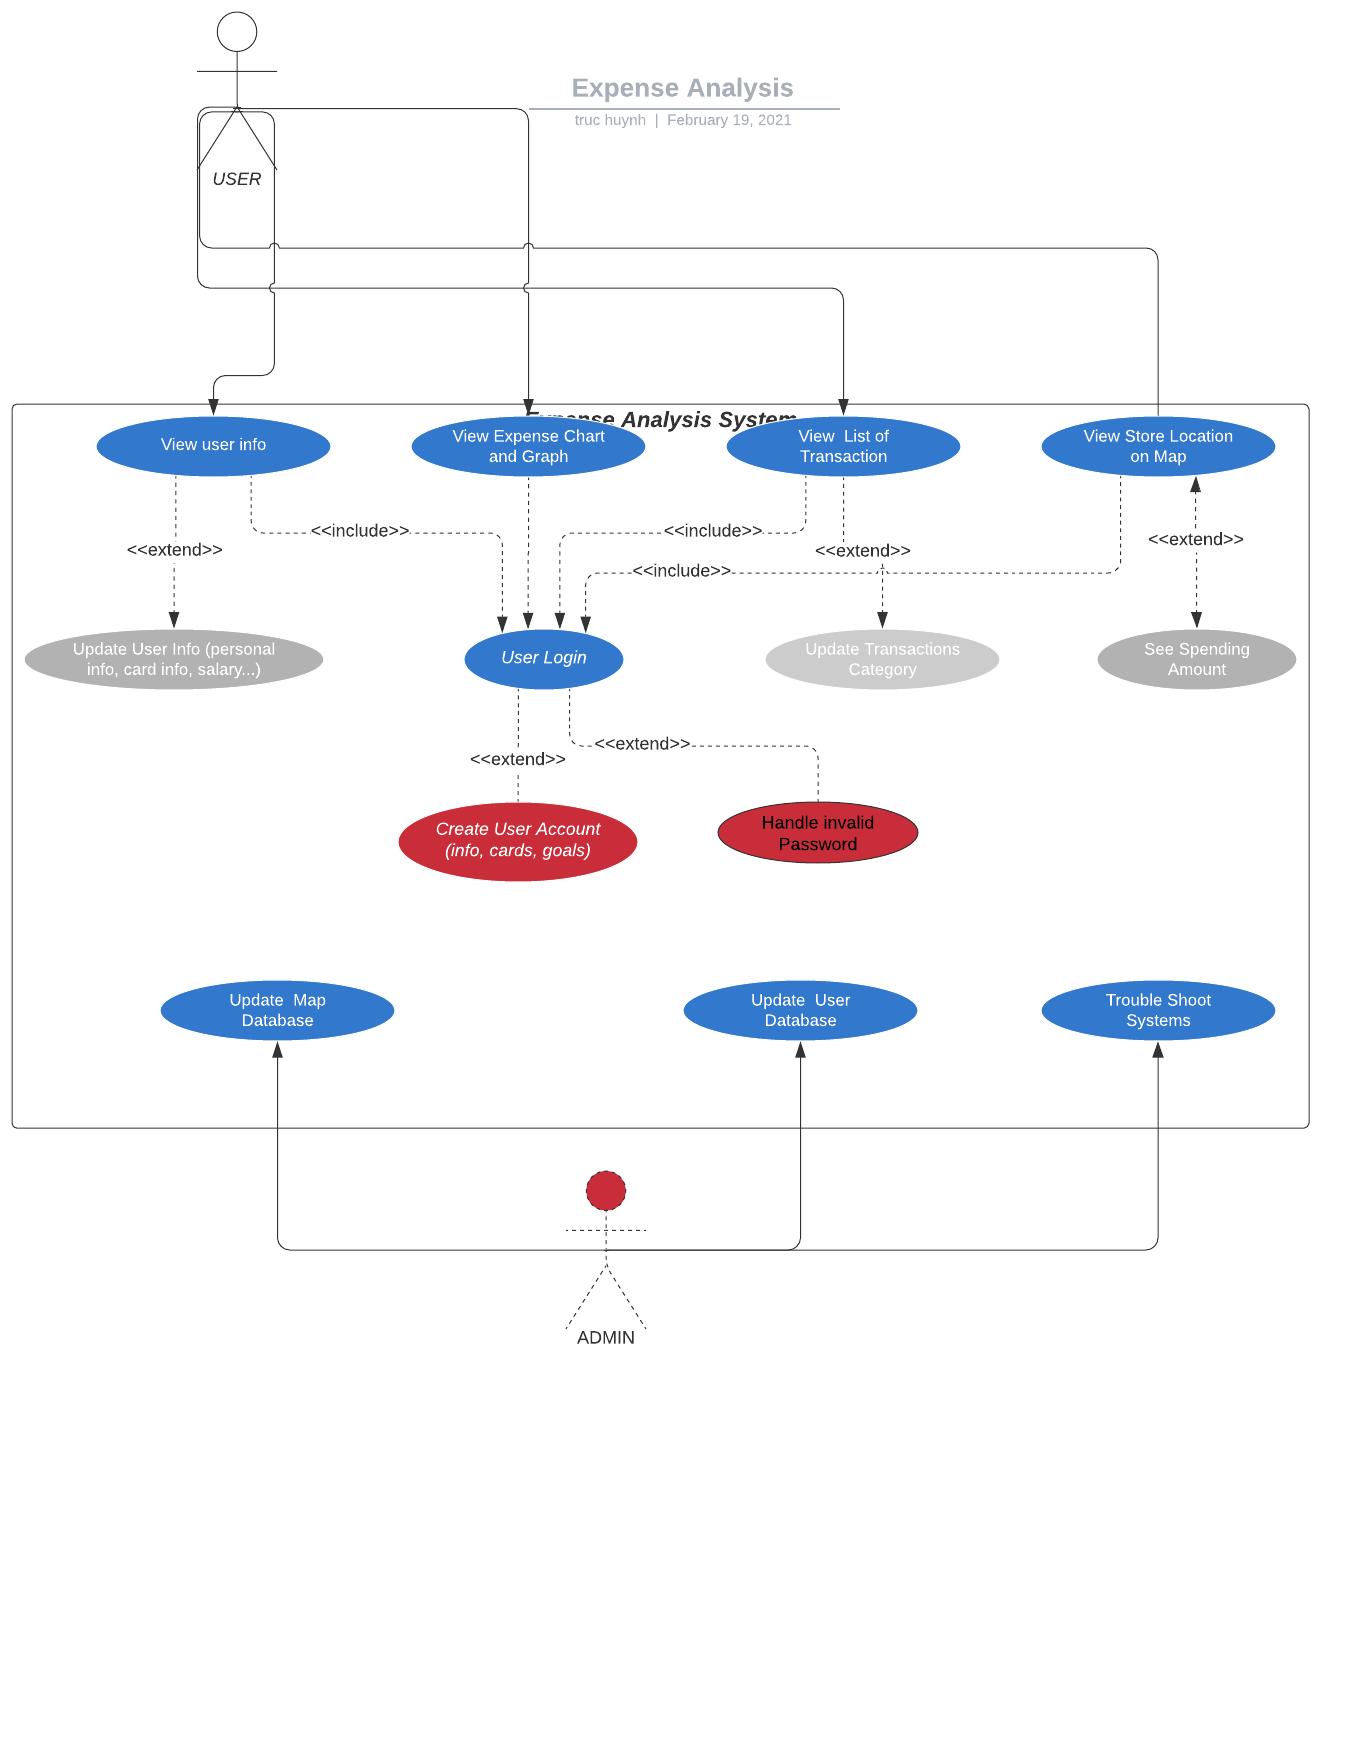 Expense Analysis
truc huynh | February 19, 2021
USER
Expense Analysis System
View user info
View Expense Chart
and Graph
View List of
Transaction
View Store Location
on Map
<<include>>
<<include>>
<<extend>>
<<extend>>
<<extend>>
<<include>>
Update User Info (personal
info, card info, salary...)
User Login
Update Transactions
Category
See Spending
Amount
<<extend>>
<<extend>>
Create User Account
(info, cards, goals)
Handle invalid
Password
Update Map
Database
Update User
Database
Trouble Shoot
Systems
ADMIN